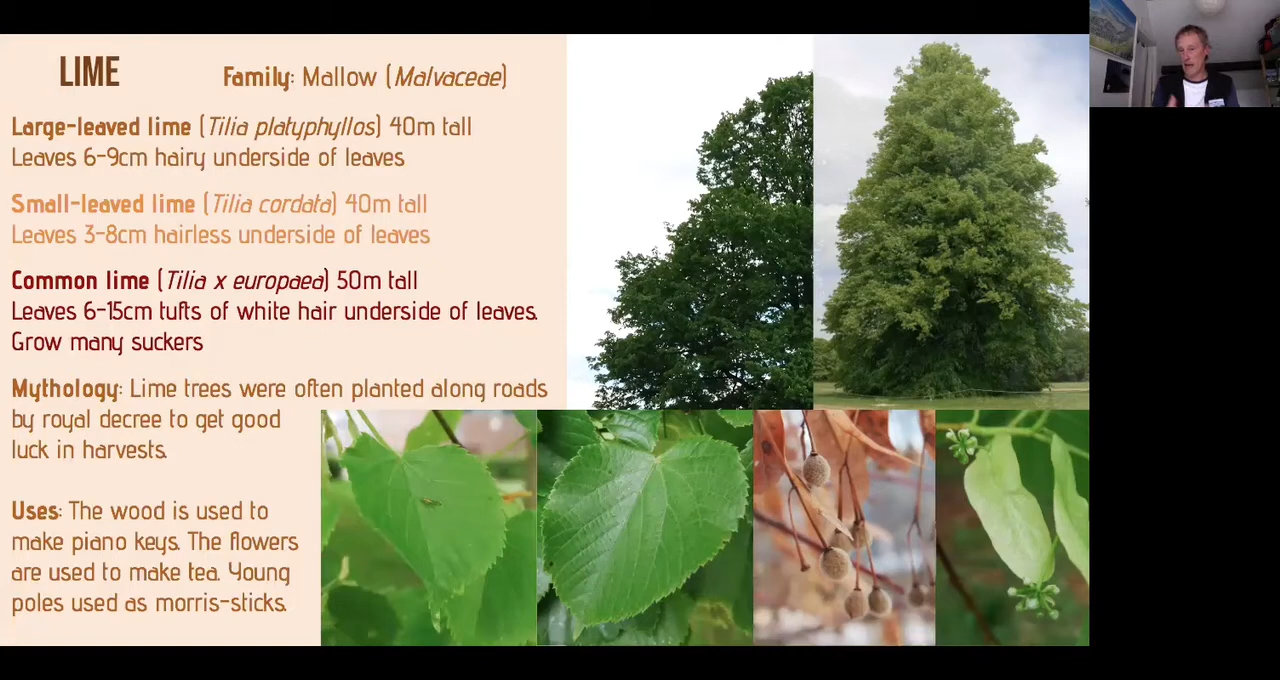 LIME
Family: Mallow (Malvaceae)
Large-leaved lime (Tilia platyphyllos) 40m tall
Leaves 6-9cm hairy underside of leaves
Small-leaved lime (Tilia cordata) 40m tall
Leaves 3-8cm hairless underside of leaves
Common lime (Tilia x europaea) 50m tall
Leaves 6-15cm tufts of white hair underside of leaves.
Grow many suckers
Mythology: Lime trees were often planted along roads
by royal decree to get good
luck in harvests.
Uses: The wood is used to
make piano keys. The flowers
are used to make tea. Young
poles used as morris-sticks.